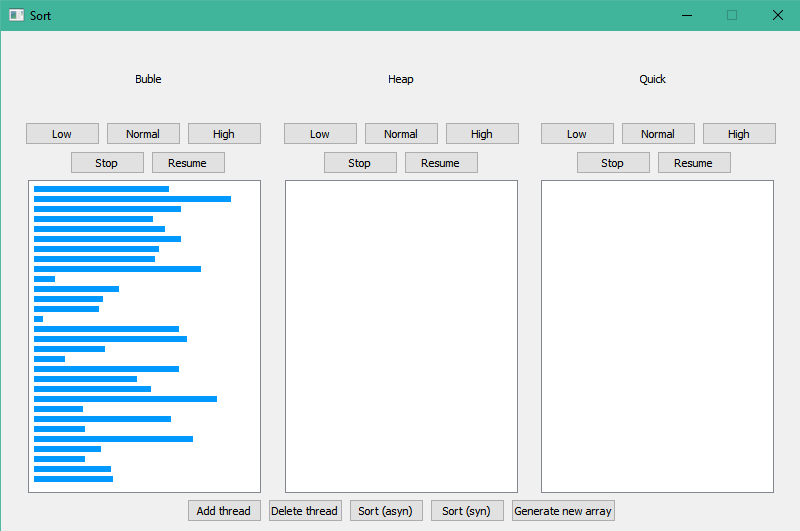 Sort
Buble Heap Quick
Low Normal High Low Normal High Low Normal High
Stop Resume Stop Resume Stop Resume
Add thread Delete thread Sort (asyn) Sort (syn) Generate new array